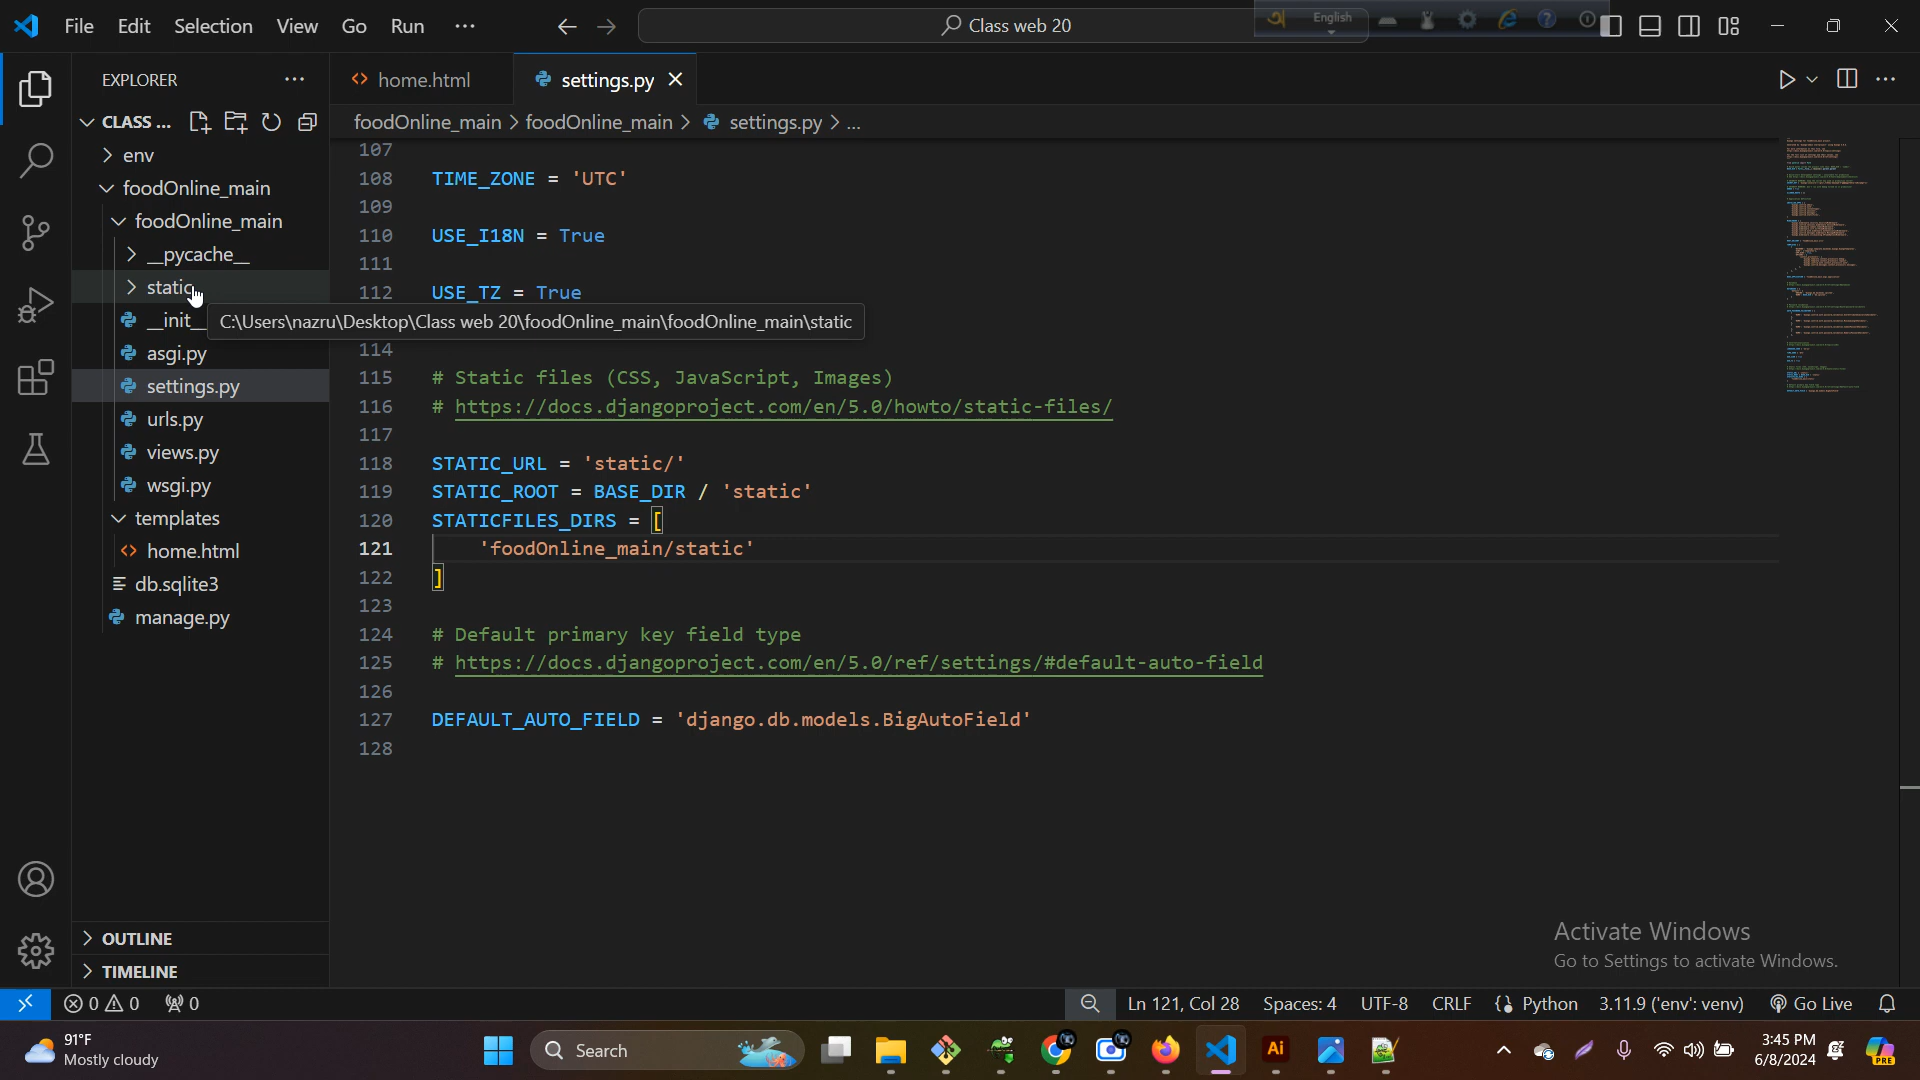 File Edit Selection View Go Run ··· Class web 20 English
EXPLORER ···
home.html
settings.py
CLASS ...
foodOnline_main > foodOnline_main > settings.py > ...
env
foodOnline_main
foodOnline_main
__pycache__
static
__init__
C:\Users\nazru\Desktop\Class web 20\foodOnline_main\foodOnline_main\static
asgi.py
settings.py
urls.py
views.py
wsgi.py
templates
home.html
db.sqlite3
manage.py
OUTLINE
TIMELINE
107
108 TIME_ZONE = 'UTC'
109
110 USE_I18N = True
111
112 USE_TZ = True
114
115 # Static files (CSS, JavaScript, Images)
116 # https://docs.djangoproject.com/en/5.0/howto/static-files/
117
118 STATIC_URL = 'static/'
119 STATIC_ROOT = BASE_DIR / 'static'
120 STATICFILES_DIRS = [
121 'foodOnline_main/static'
122 ]
123
124 # Default primary key field type
125 # https://docs.djangoproject.com/en/5.0/ref/settings/#default-auto-field
126
127 DEFAULT_AUTO_FIELD = 'django.db.models.BigAutoField'
128
Activate Windows
Go to Settings to activate Windows.
0 0 0 Ln 121, Col 28 Spaces: 4 UTF-8 CRLF {} Python 3.11.9 ('env': venv) Go Live
91°F
Mostly cloudy
Search
Ai
3:45 PM
6/8/2024
PRE